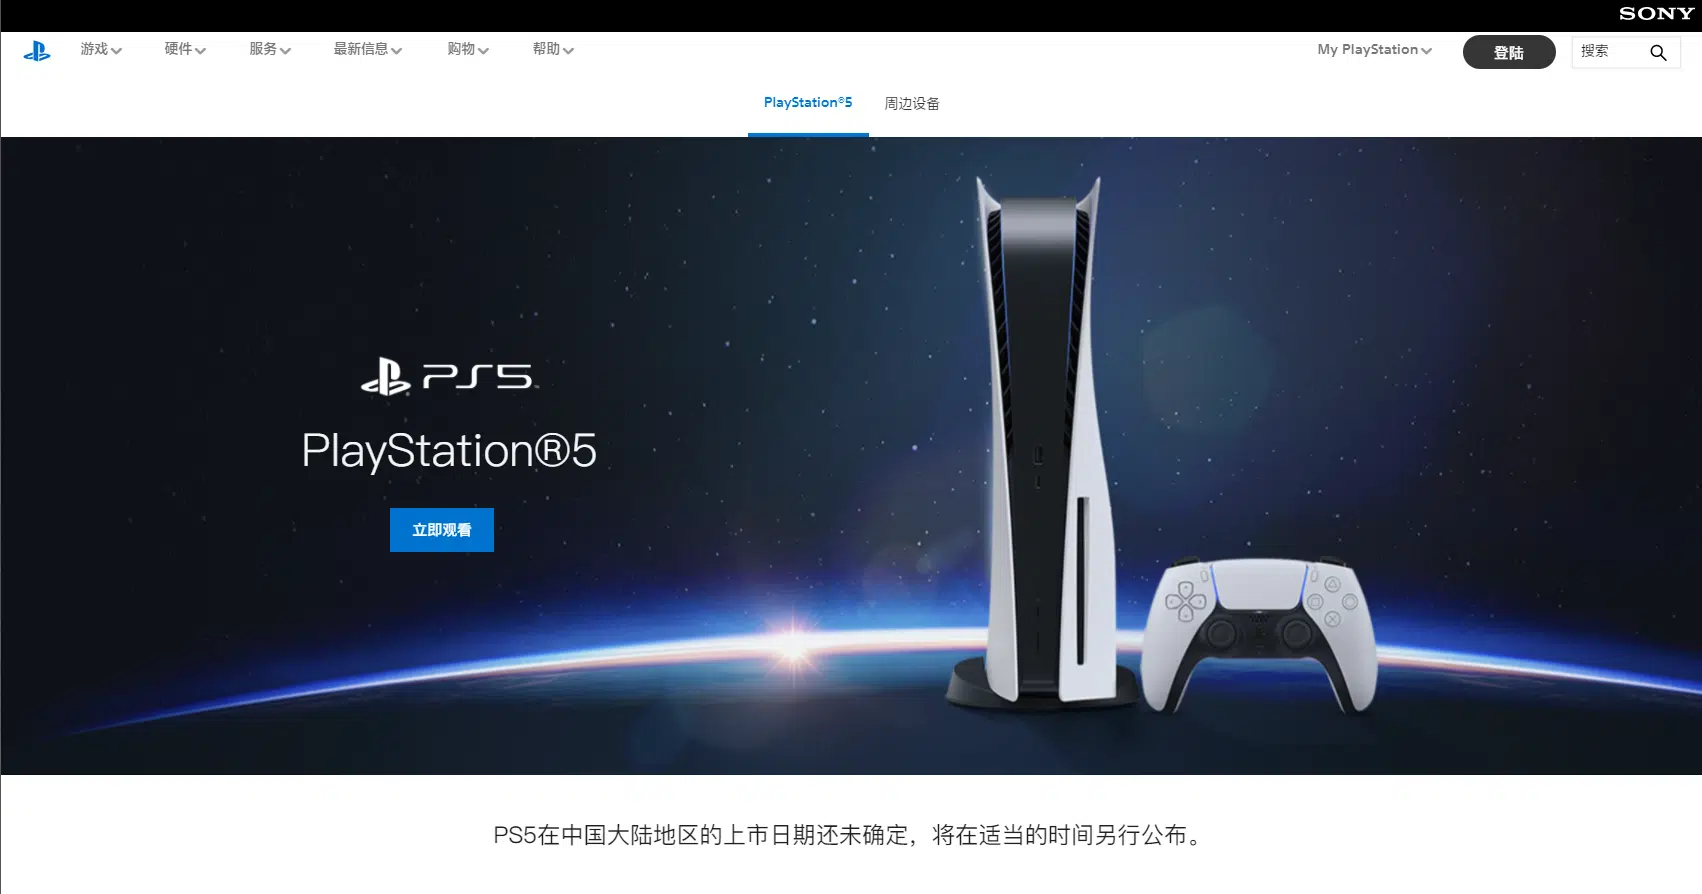 SONY
游戏 硬件 服务 最新信息 购物 帮助 My PlayStation 登陆 搜索
PlayStation®5 周边设备
PS5
PlayStation®5
立即观看
PS5在中国大陆地区的上市日期还未确定，将在适当的时间另行公布。